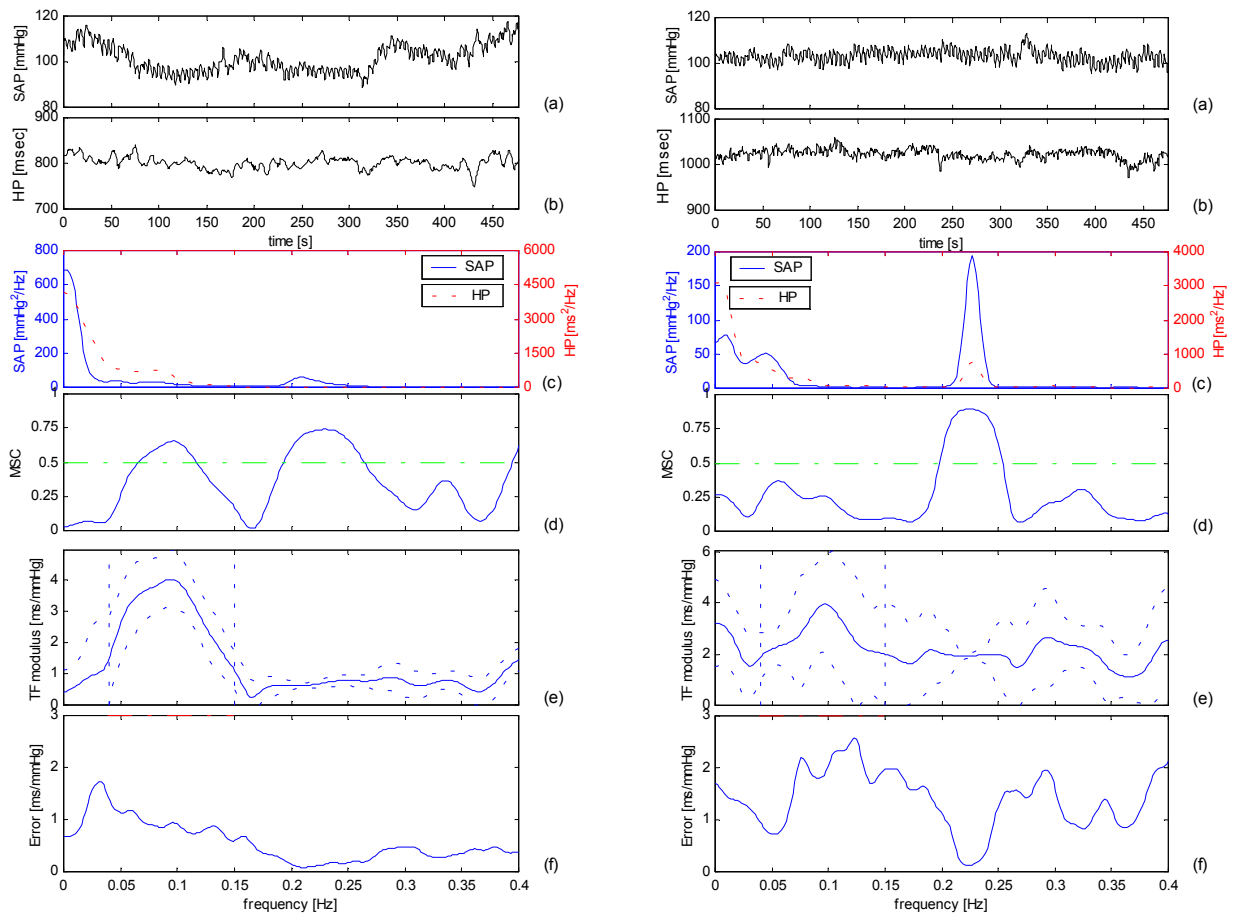 120
100
80
SAP [mmHg]
(a)
900
800
700
HP [msec]
(b)
0 50 100 150 200 250 300 350 400 450
time [s]
800
600
400
200
0
SAP [mmHg²/Hz]
6000
4500
3000
1500
0
HP [ms²/Hz]
SAP
HP
(c)
1
0.75
0.5
0.25
0
MSC
(d)
4
3
2
1
0
TF modulus [ms/mmHg]
(e)
3
2
1
0
Error [ms/mmHg]
(f)
0 0.05 0.1 0.15 0.2 0.25 0.3 0.35 0.4
frequency [Hz]
120
100
80
SAP [mmHg]
(a)
1100
1000
900
HP [msec]
(b)
0 50 100 150 200 250 300 350 400 450
time [s]
200
150
100
50
0
SAP [mmHg²/Hz]
4000
3000
2000
1000
0
HP [ms²/Hz]
SAP
HP
(c)
1
0.75
0.5
0.25
0
MSC
(d)
6
4
2
0
TF modulus [ms/mmHg]
(e)
3
2
1
0
Error [ms/mmHg]
(f)
0 0.05 0.1 0.15 0.2 0.25 0.3 0.35 0.4
frequency [Hz]